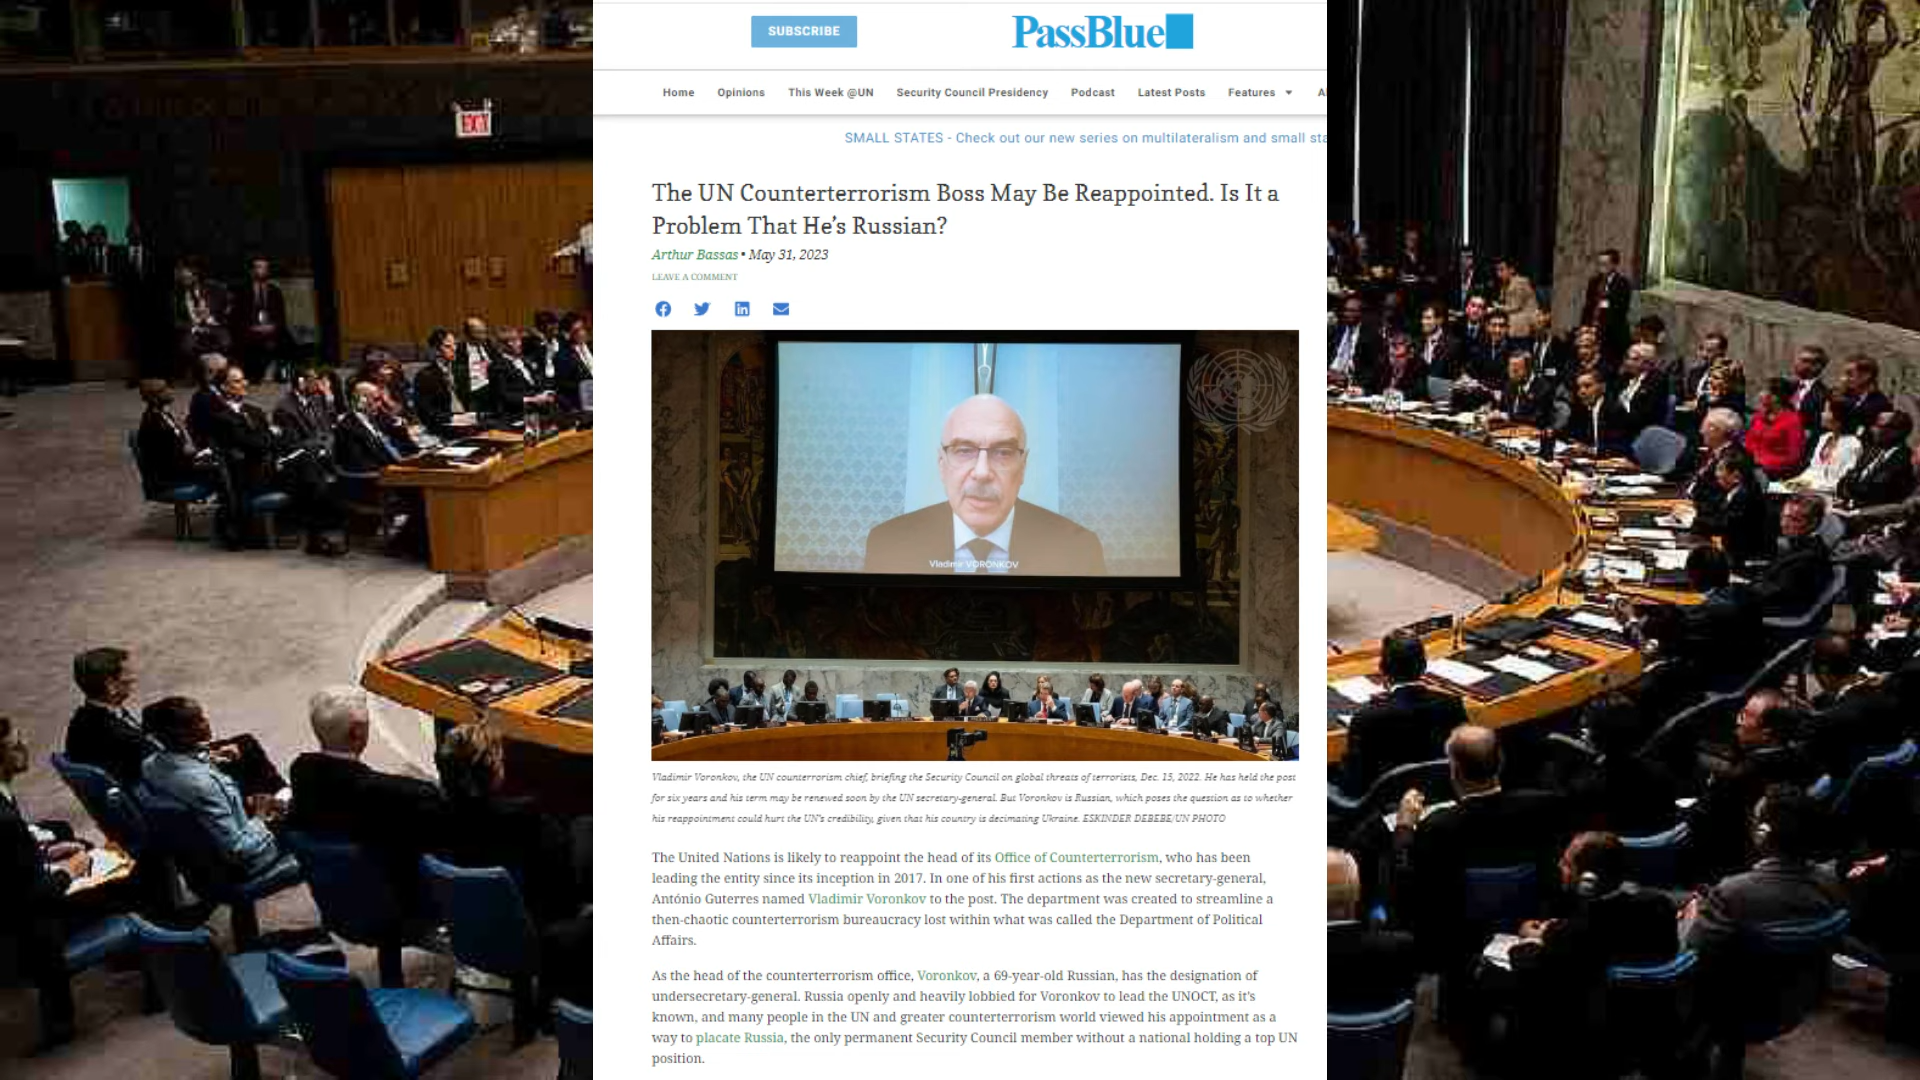 EXIT
SUBSCRIBE
PassBlue
Home Opinions This Week @UN Security Council Presidency Podcast Latest Posts Features
SMALL STATES - Check out our new series on multilateralism and small
The UN Counterterrorism Boss May Be Reappointed. Is It a
Problem That He’s Russian?
Arthur Bassas • May 31, 2023
LEAVE A COMMENT
Vladimir VORONKOV
Vladimir Voronkov, the UN counterterrorism chief, briefing the Security Council on global threats of terrorists, Dec. 15, 2022. He has held the post
for six years and his term may be renewed soon by the UN secretary-general. But Voronkov is Russian, which poses the question as to whether
his reappointment could hurt the UN's credibility, given that his country is decimating Ukraine. ESKINDER DEBEBE/UN PHOTO
The United Nations is likely to reappoint the head of its Office of Counterterrorism, who has been
leading the entity since its inception in 2017. In one of his first actions as the new secretary-general,
António Guterres named Vladimir Voronkov to the post. The department was created to streamline a
then-chaotic counterterrorism bureaucracy lost within what was called the Department of Political
Affairs.
As the head of the counterterrorism office, Voronkov, a 69-year-old Russian, has the designation of
undersecretary-general. Russia openly and heavily lobbied for Voronkov to lead the UNOCT, as it's
known, and many people in the UN and greater counterterrorism world viewed his appointment as a
way to placate Russia, the only permanent Security Council member without a national holding a top UN
position.